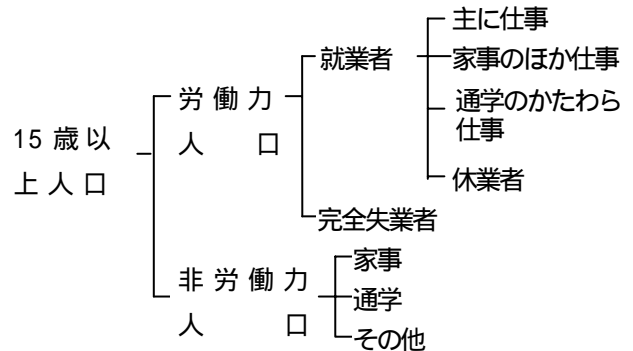 15歳以
上人口
労働力
人口
就業者
主に仕事
家事のほか仕事
通学のかたわら
仕事
休業者
完全失業者
非労働力
人口
家事
通学
その他